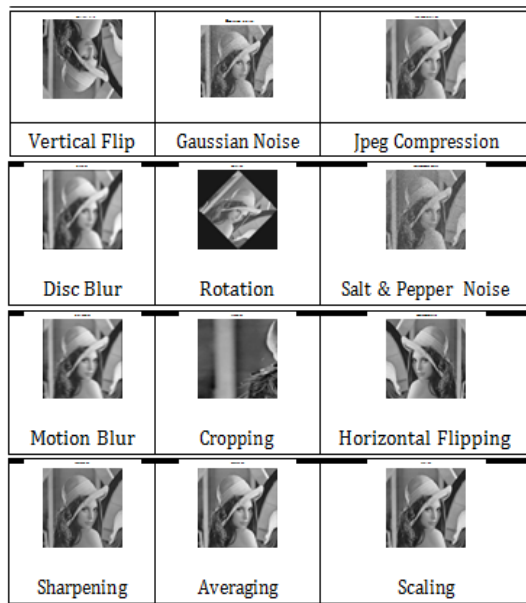 Vertical Flip Gaussian Noise Jpeg Compression
Disc Blur Rotation Salt & Pepper Noise
Motion Blur Cropping Horizontal Flipping
Sharpening Averaging Scaling